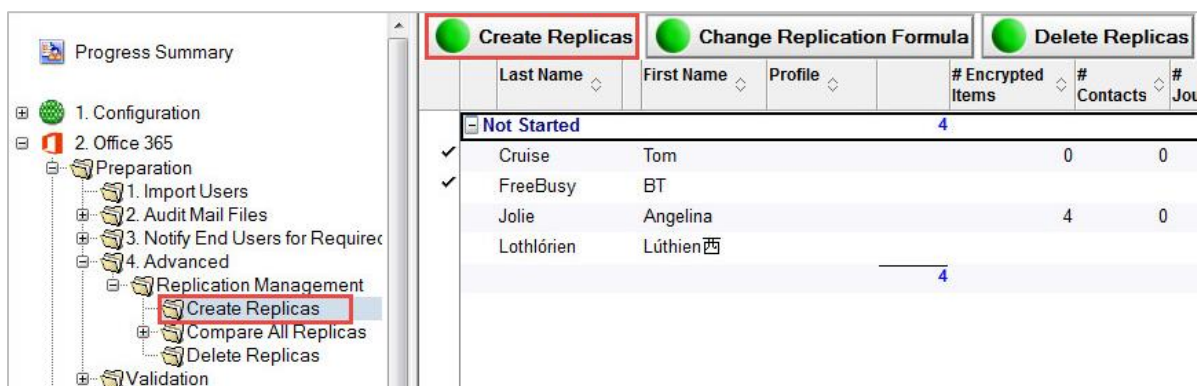 Progress Summary
1. Configuration
2. Office 365
Preparation
1. Import Users
2. Audit Mail Files
3. Notify End Users for Required
4. Advanced
Replication Management
Create Replicas
Compare All Replicas
Delete Replicas
Validation
Create Replicas Change Replication Formula Delete Replicas
Last Name First Name Profile # Encrypted Items # Contacts # Jou
Not Started 4
Cruise Tom 0 0
FreeBusy BT
Jolie Angelina 4 0
Lothlórien Lúthien西
4